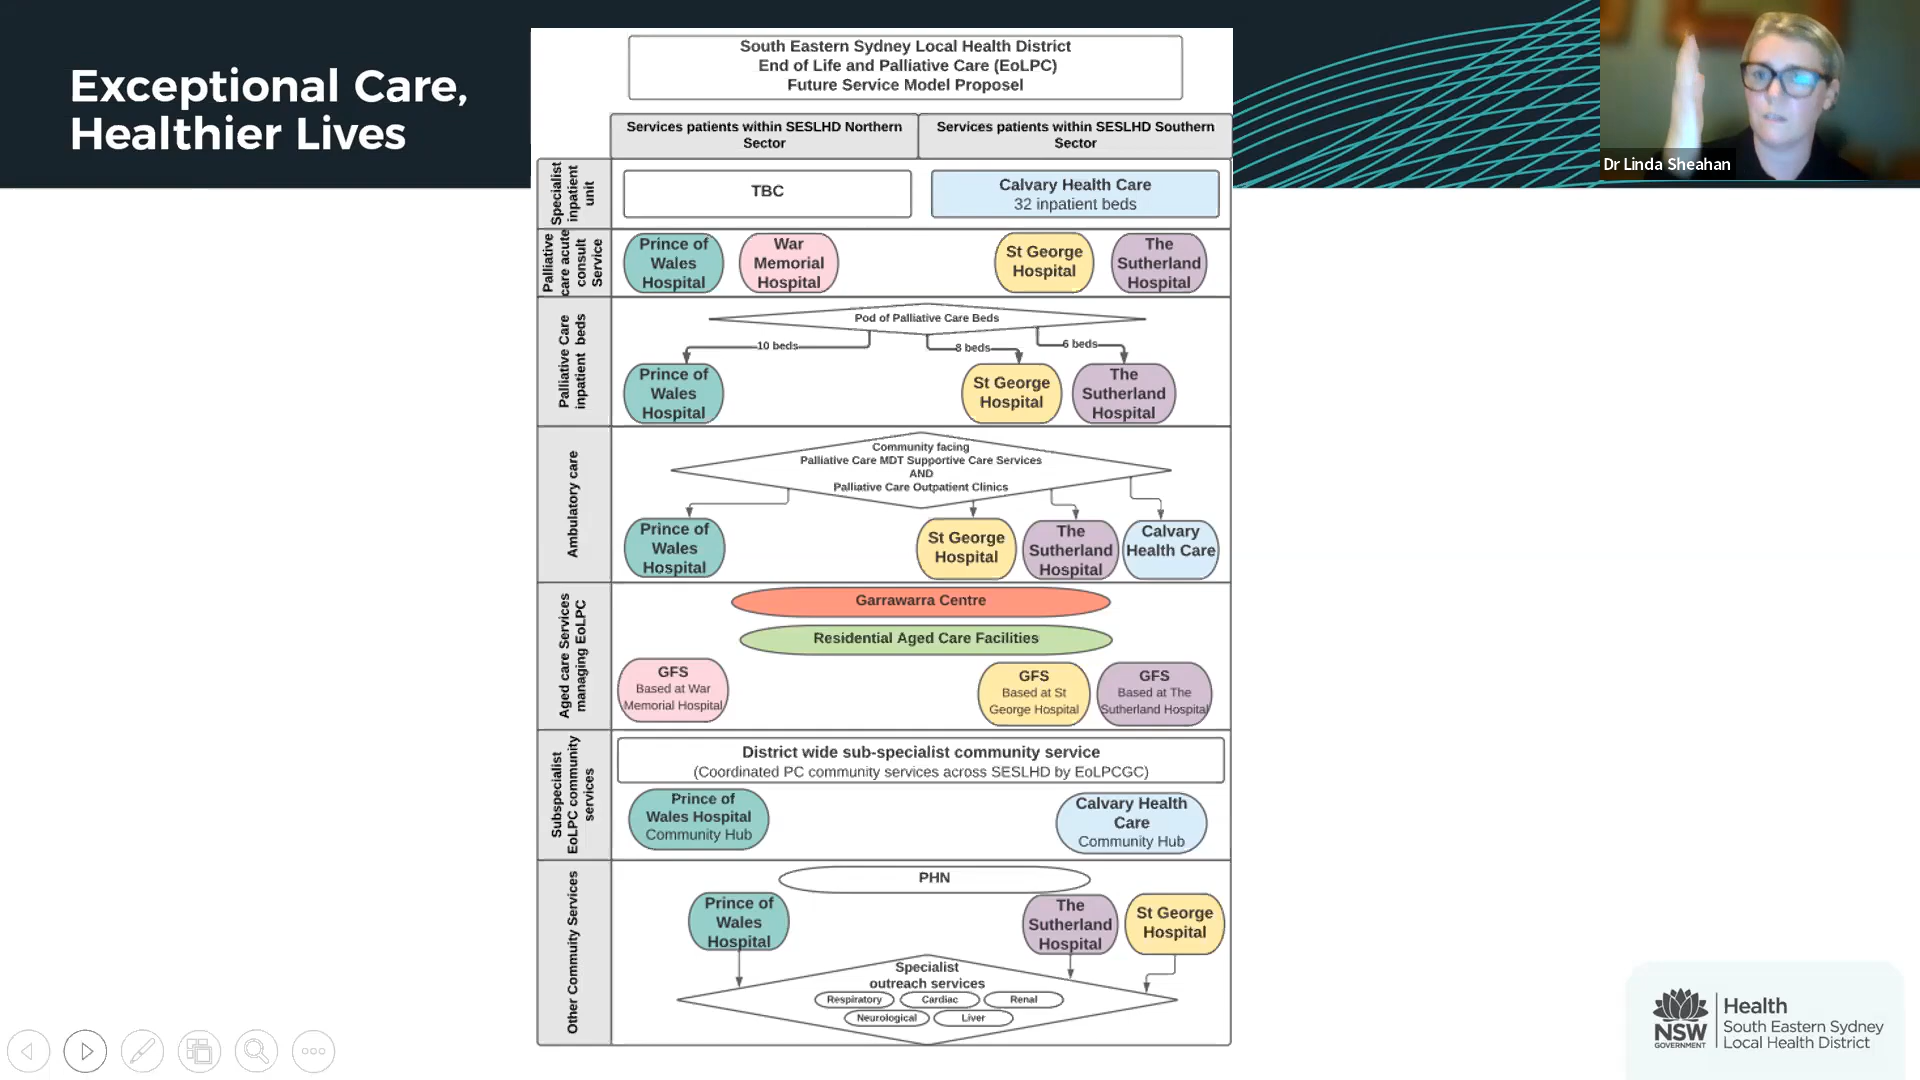 Exceptional Care,
Healthier Lives
South Eastern Sydney Local Health District
End of Life and Palliative Care (EoLPC)
Future Service Model Proposal
Services patients within SESLHD Northern
Sector
Services patients within SESLHD Southern
Sector
Specialist
inpatient
unit
TBC
Calvary Health Care
32 inpatient beds
Palliative
care acute
consult
Service
Prince of
Wales
Hospital
War
Memorial
Hospital
St George
Hospital
The
Sutherland
Hospital
Palliative Care
inpatient beds
Pod of Palliative Care Beds
10 beds
8 beds
6 beds
Prince of
Wales
Hospital
St George
Hospital
The
Sutherland
Hospital
Ambulatory care
Community facing
Palliative Care MDT Supportive Care Services
AND
Palliative Care Outpatient Clinics
Prince of
Wales
Hospital
St George
Hospital
The
Sutherland
Hospital
Calvary
Health Care
Aged care Services
managing EoLPC
Garrawarra Centre
Residential Aged Care Facilities
GFS
Based at War
Memorial Hospital
GFS
Based at St
George Hospital
GFS
Based at The
Sutherland Hospital
Subspecialist
EoLPC community
services
District wide sub-specialist community service
(Coordinated PC community services across SESLHD by EoLPCGC)
Prince of
Wales Hospital
Community Hub
Calvary Health
Care
Community Hub
Other Commuity Services
PHN
Prince of
Wales
Hospital
The
Sutherland
Hospital
St George
Hospital
Specialist
outreach services
Respiratory
Cardiac
Renal
Neurological
Liver
Dr Linda Sheahan
NSW
GOVERNMENT
Health
South Eastern Sydney
Local Health District